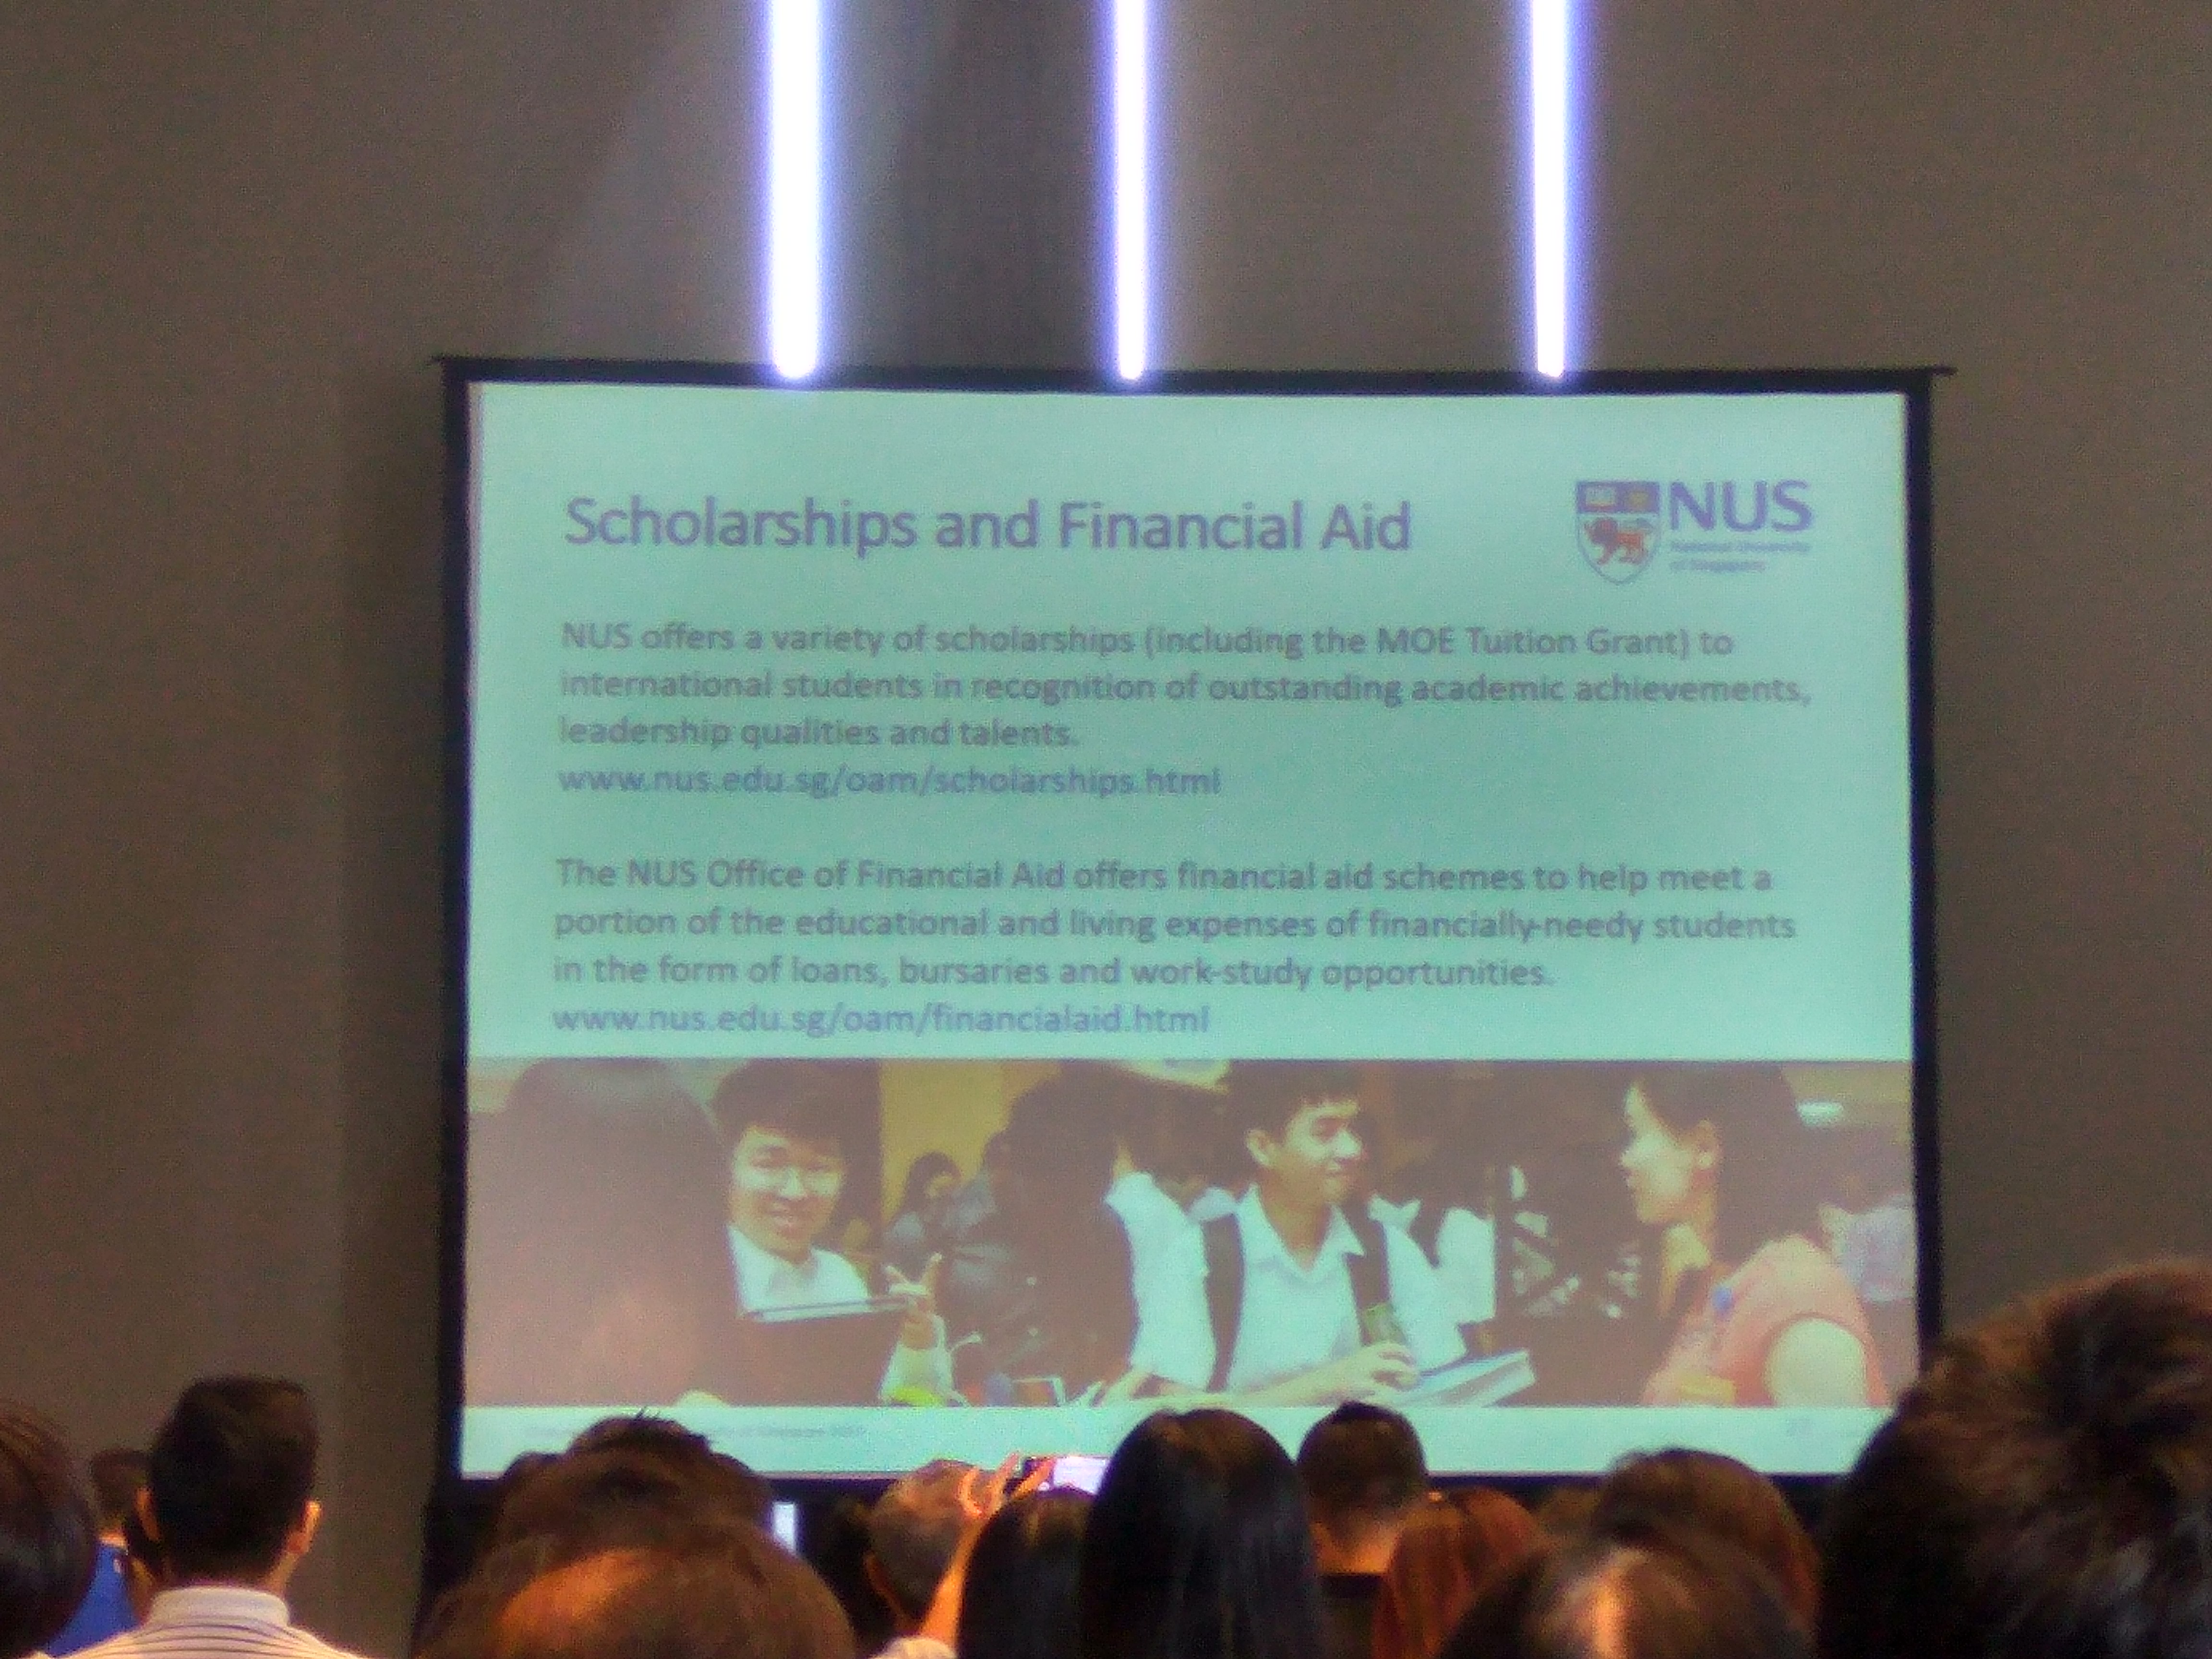 Scholarships and Financial Aid
NUS
National University
of Singapore
NUS offers a variety of scholarships (including the MOE Tuition Grant) to
international students in recognition of outstanding academic achievements,
leadership qualities and talents.
www.nus.edu.sg/oam/scholarships.html
The NUS Office of Financial Aid offers financial aid schemes to help meet a
portion of the educational and living expenses of financially-needy students
in the form of loans, bursaries and work-study opportunities.
www.nus.edu.sg/oam/financialaid.html